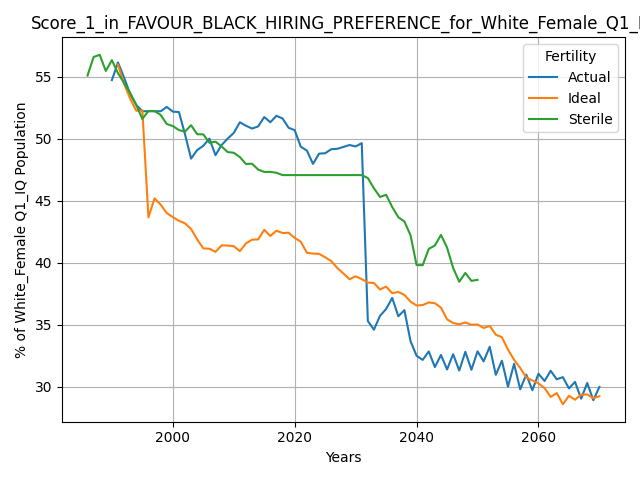 Score_1_in_FAVOUR_BLACK_HIRING_PREFERENCE_for_White_Female_Q1_
Fertility
Actual
Ideal
Sterile
% of White_Female Q1_IQ Population
55
50
45
40
35
30
2000
2020
2040
2060
Years